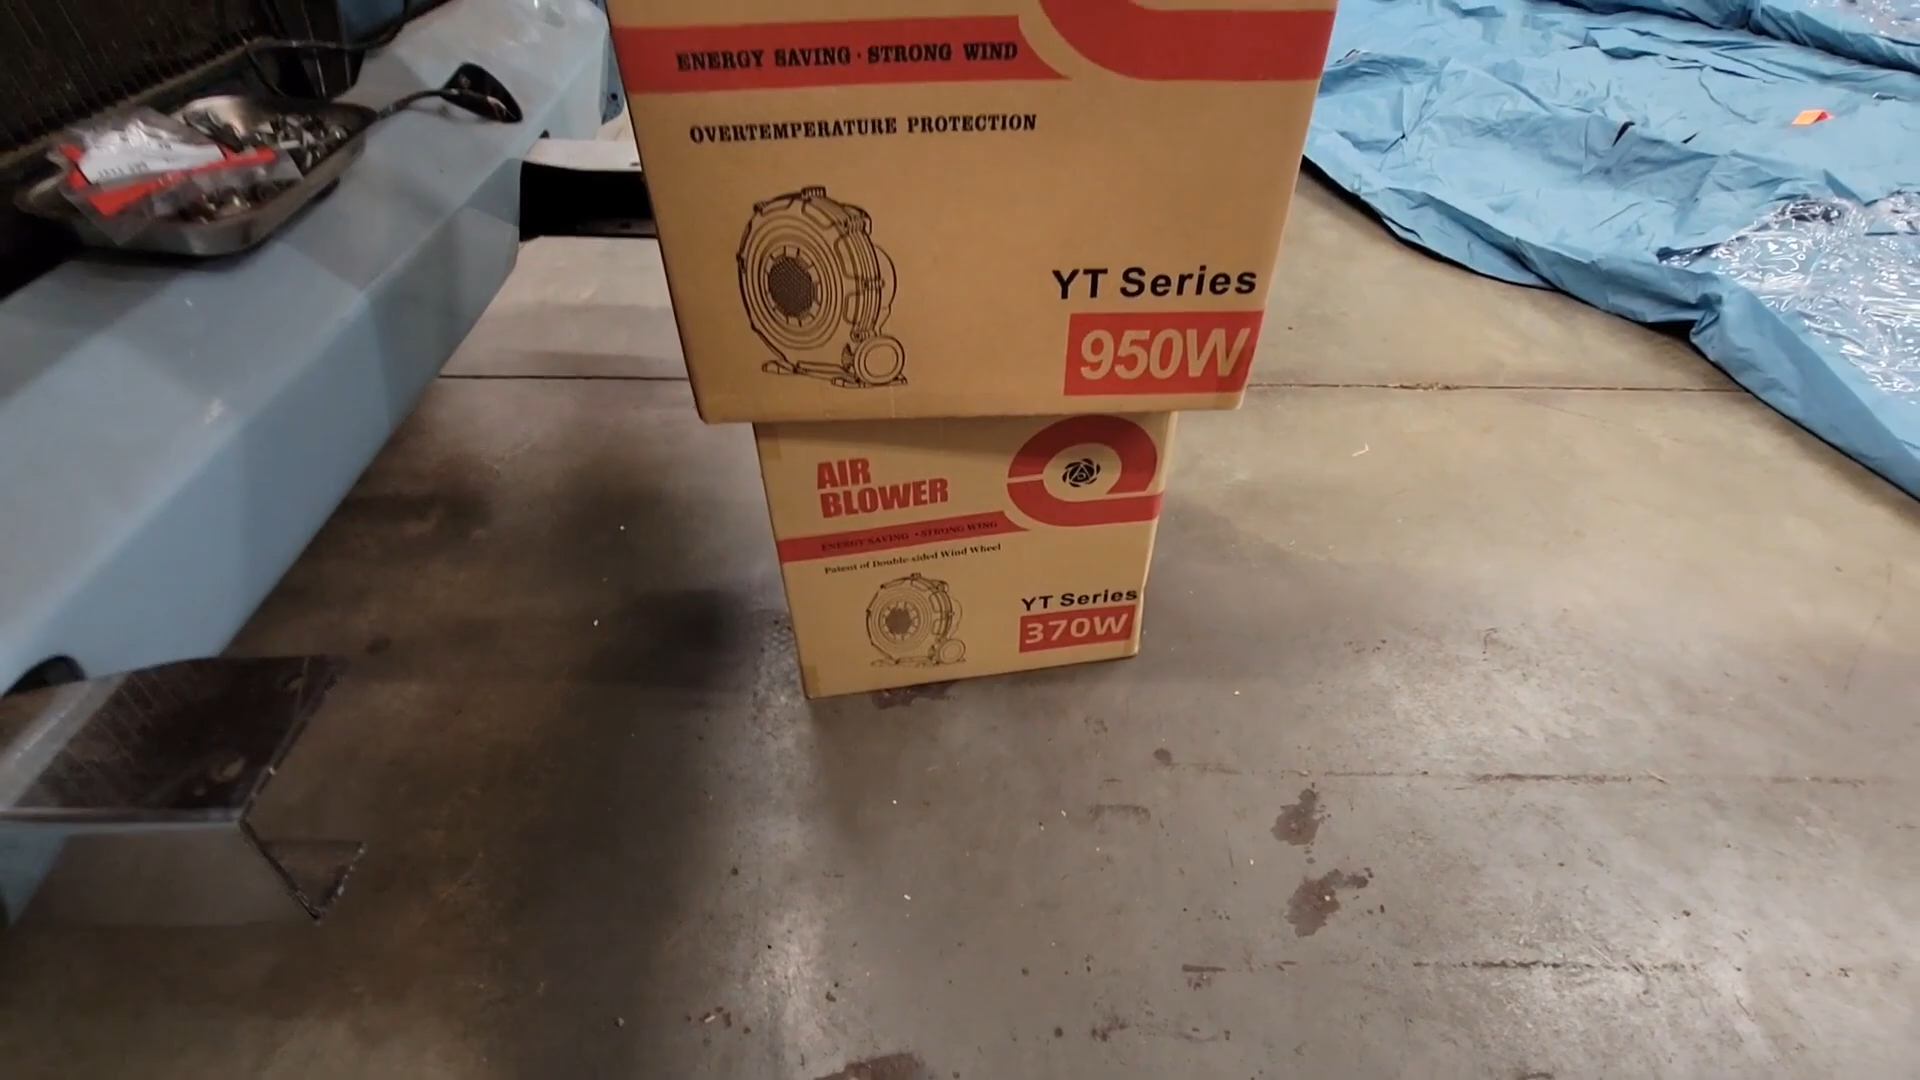 ENERGY SAVING · STRONG WIND
OVERTEMPERATURE PROTECTION
YT Series
950W
AIR
BLOWER
ENERGY SAVING · STRONG WING
Patent of Double-sided Wind Wheel
YT Series
370W